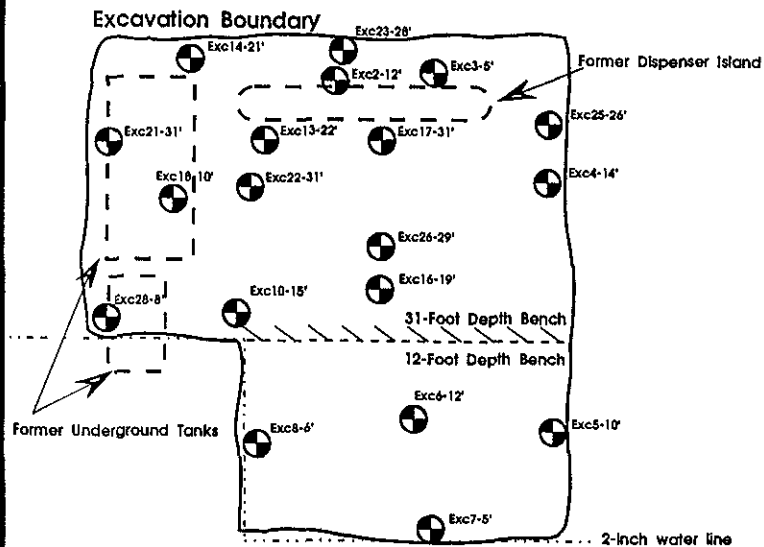 Excavation Boundary
Exc23-28'
Exc14-21'
Exc3-5'
Former Dispenser Island
Exc2-12'
Exc25-26'
Exc21-31'
Exc13-22'
Exc17-31'
Exc18-10'
Exc22-31'
Exc4-14'
Exc26-29'
Exc16-19'
Exc28-8'
Exc10-15'
31-Foot Depth Bench
12-Foot Depth Bench
Exc6-12'
Former Underground Tanks
Exc8-6'
Exc5-10'
Exc7-5'
2-inch water line